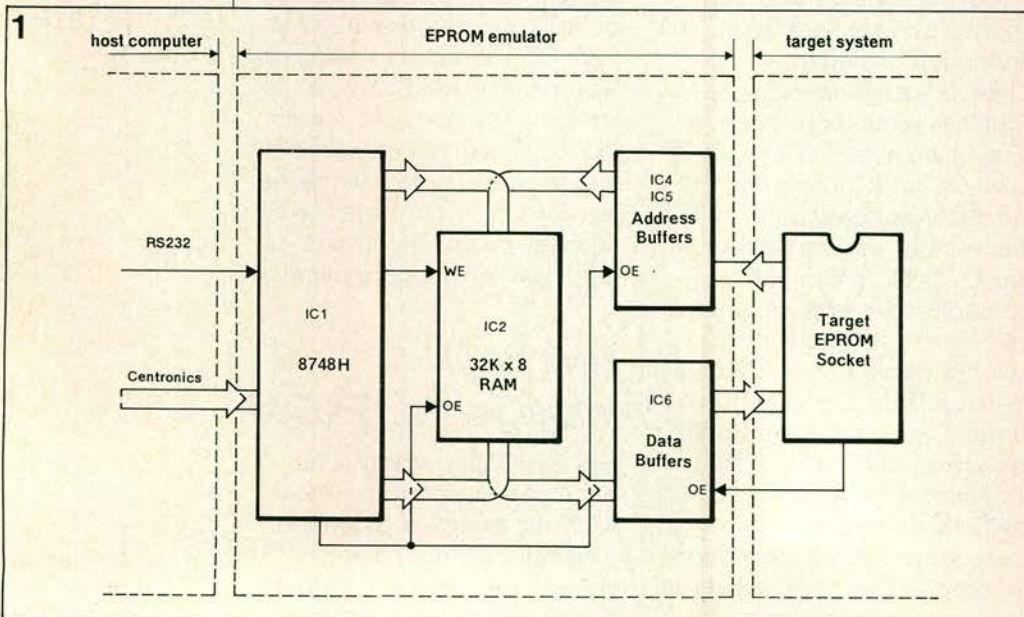 1
host computer
EPROM emulator
target system
RS232
Centronics
IC1
8748H
WE
IC2
32K x 8
RAM
OE
IC4
IC5
Address
Buffers
OE
IC6
Data
Buffers
OE
Target
EPROM
Socket